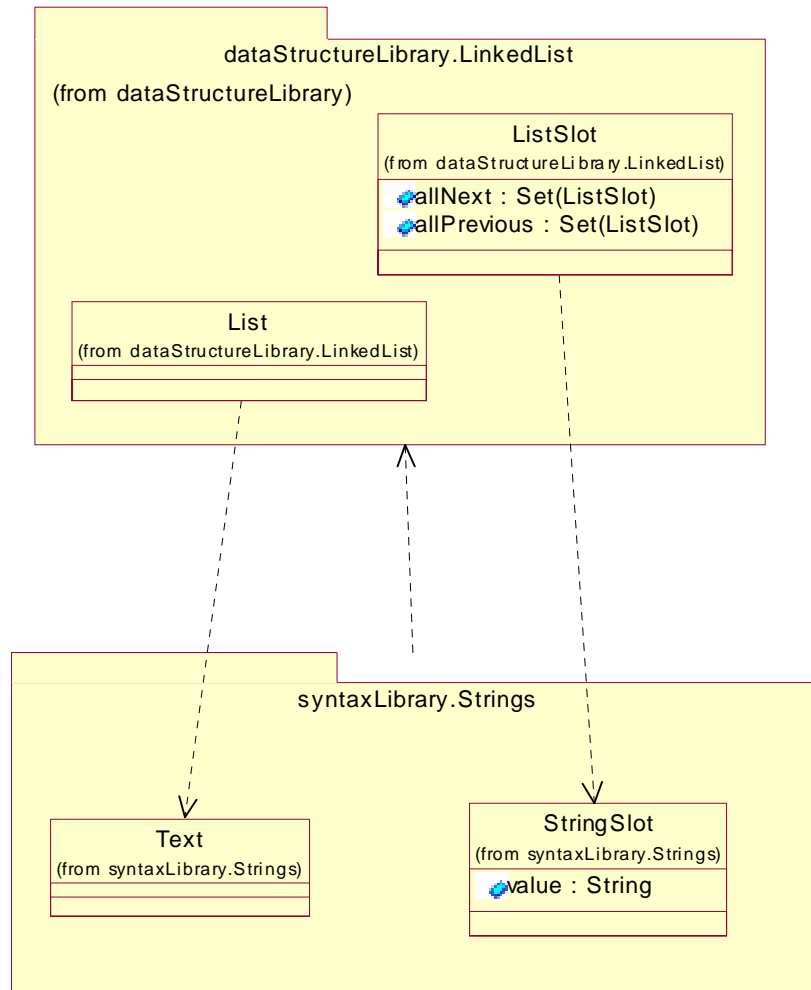 dataStructureLibrary.LinkedList
(from dataStructureLibrary)
ListSlot
(from dataStructureLibrary.LinkedList)
allNext : Set(ListSlot)
allPrevious : Set(ListSlot)
List
(from dataStructureLibrary.LinkedList)
syntaxLibrary.Strings
Text
(from syntaxLibrary.Strings)
StringSlot
(from syntaxLibrary.Strings)
value : String